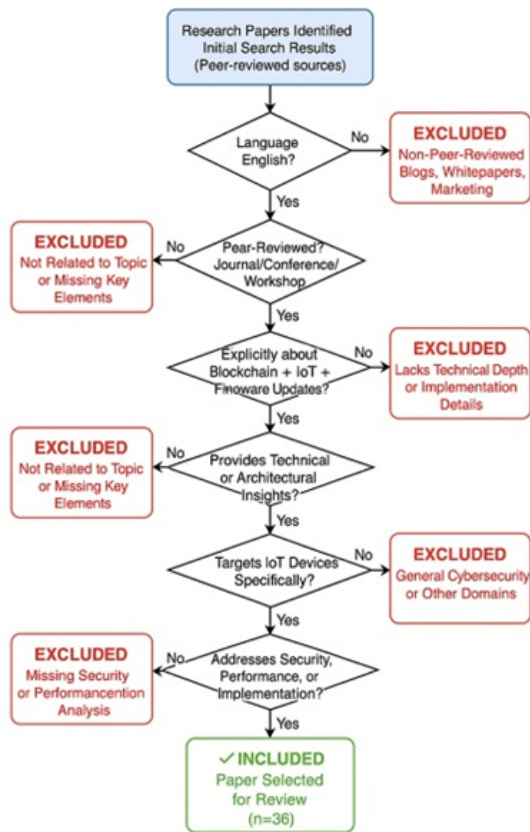 Research Papers Identified
Initial Search Results
(Peer-reviewed sources)
Language
English?
No
EXCLUDED
Non-Peer-Reviewed
Blogs, Whitepapers,
Marketing
Yes
Pear-Reviewed?
Journal/Conference/
Workshop
No
EXCLUDED
Not Related to Topic
or Missing Key
Elements
Yes
Explicitly about
Blockchain + IoT +
Finoware Updates?
No
EXCLUDED
Lacks Technical Depth
or Implementation
Details
Yes
Provides Technical
or Architectural
Insights?
No
EXCLUDED
Not Related to Topic
or Missing Key
Elements
Yes
Targets IoT Devices
Specifically?
No
EXCLUDED
General Cybersecurity
or Other Domains
Yes
Addresses Security,
Performance, or
Implementation?
No
EXCLUDED
Missing Security
or Performancention
Analysis
Yes
✓ INCLUDED
Paper Selected
for Review
(n=36)